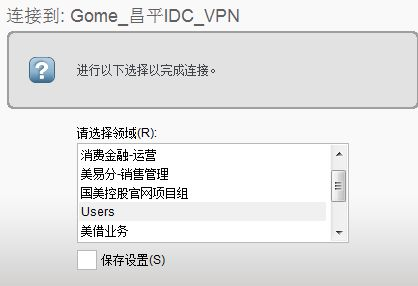 连接到: Gome_昌平IDC_VPN
进行以下选择以完成连接。
请选择领域(R):
消费金融-运营
美易分-销售管理
国美控股官网项目组
Users
美借业务
保存设置(S)